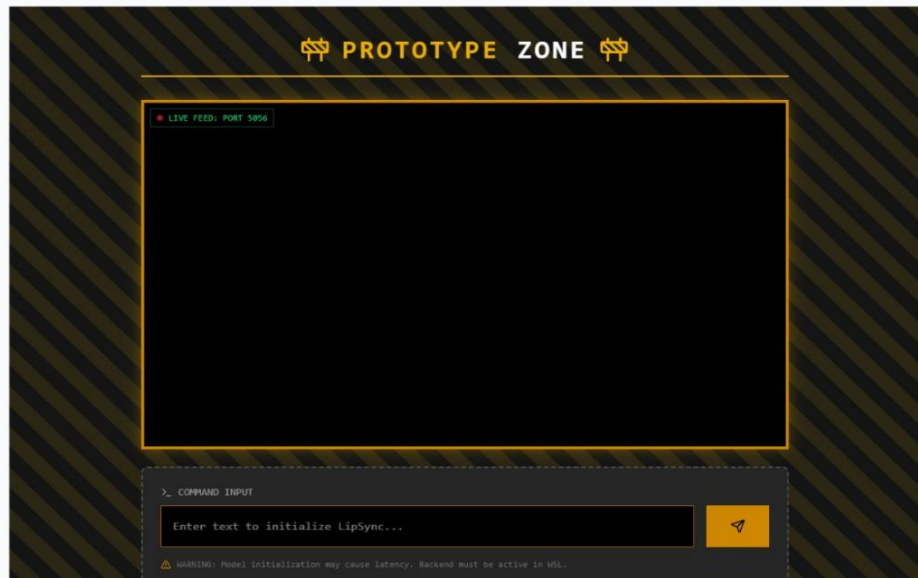 PROTOTYPE ZONE
LIVE FEED: PORT 5056
>_ COMMAND INPUT
Enter text to initialize LipSync...
WARNING: Model initialization may cause latency. Backend must be active in WSL.